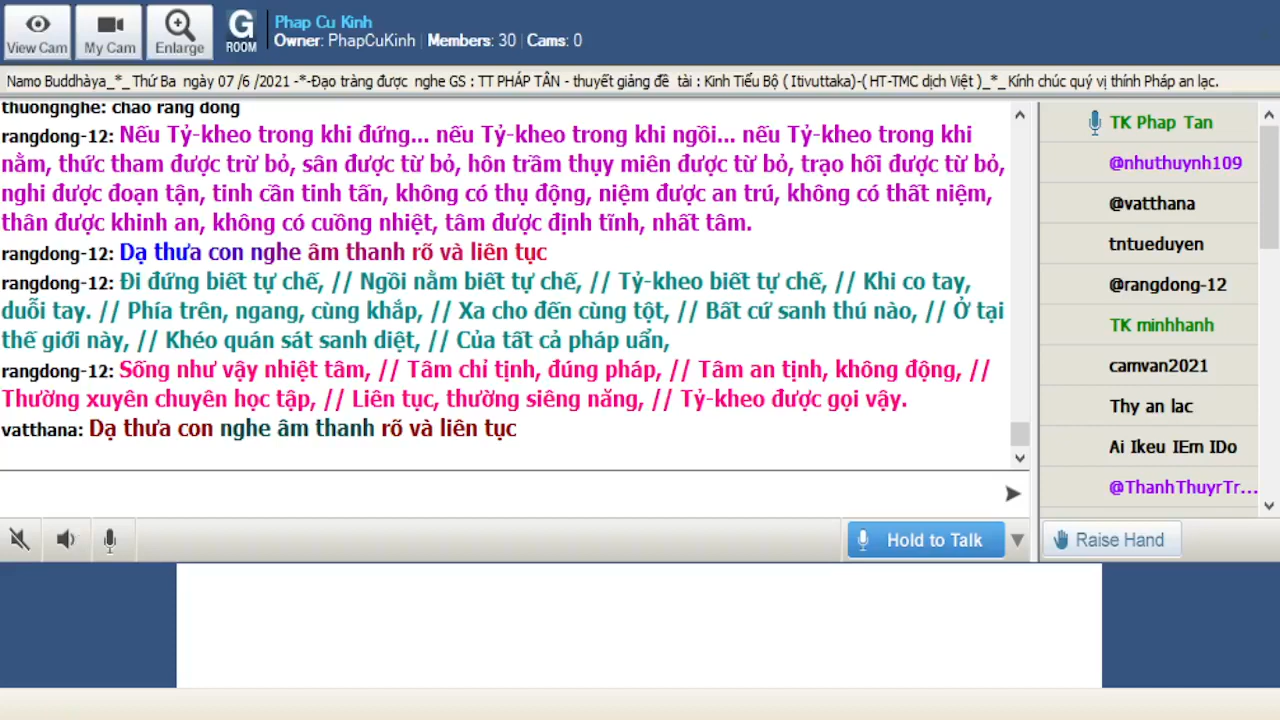 Phap Cu Kinh
View Cam
My Cam
Enlarge
G
ROOM
Owner: PhapCuKinh | Members: 30 | Cams: 0
Namo Buddhàya_*_Thứ Ba ngày 07 /6 /2021 -*-Đạo tràng được nghe GS : TT PHÁP TÂN - thuyết giảng đề tài : Kinh Tiểu Bộ ( Itivuttaka)-( HT-TMC dịch Việt )_*_Kính chúc quý vị thính Pháp an lạc.
thuongnghe: chao rang dong
rangdong-12: Nếu Tỷ-kheo trong khi đứng... nếu Tỷ-kheo trong khi ngồi... nếu Tỷ-kheo trong khi
nằm, thức tham được trừ bỏ, sân được từ bỏ, hôn trầm thụy miên được từ bỏ, trạo hối được từ bỏ,
nghi được đoạn tận, tinh cần tinh tấn, không có thụ động, niệm được an trú, không có thất niệm,
thân được khinh an, không có cuồng nhiệt, tâm được định tĩnh, nhất tâm.
rangdong-12: Dạ thưa con nghe âm thanh rõ và liên tục
rangdong-12: Đi đứng biết tự chế, // Ngồi nằm biết tự chế, // Tỷ-kheo biết tự chế, // Khi co tay,
duỗi tay. // Phía trên, ngang, cùng khắp, // Xa cho đến cùng tột, // Bất cứ sanh thú nào, // Ở tại
thế giới này, // Khéo quán sát sanh diệt, // Của tất cả pháp uẩn,
rangdong-12: Sống như vậy nhiệt tâm, // Tâm chỉ tịnh, đúng pháp, // Tâm an tịnh, không động, //
Thường xuyên chuyên học tập, // Liên tục, thường siêng năng, // Tỷ-kheo được gọi vậy.
vatthana: Dạ thưa con nghe âm thanh rõ và liên tục
TK Phap Tan
@nhuthuynh109
@vatthana
tntueduyen
@rangdong-12
TK minhhanh
camvan2021
Thy an lac
Ai Ikeu IEm IDo
@ThanhThuyrTr...
Hold to Talk
Raise Hand